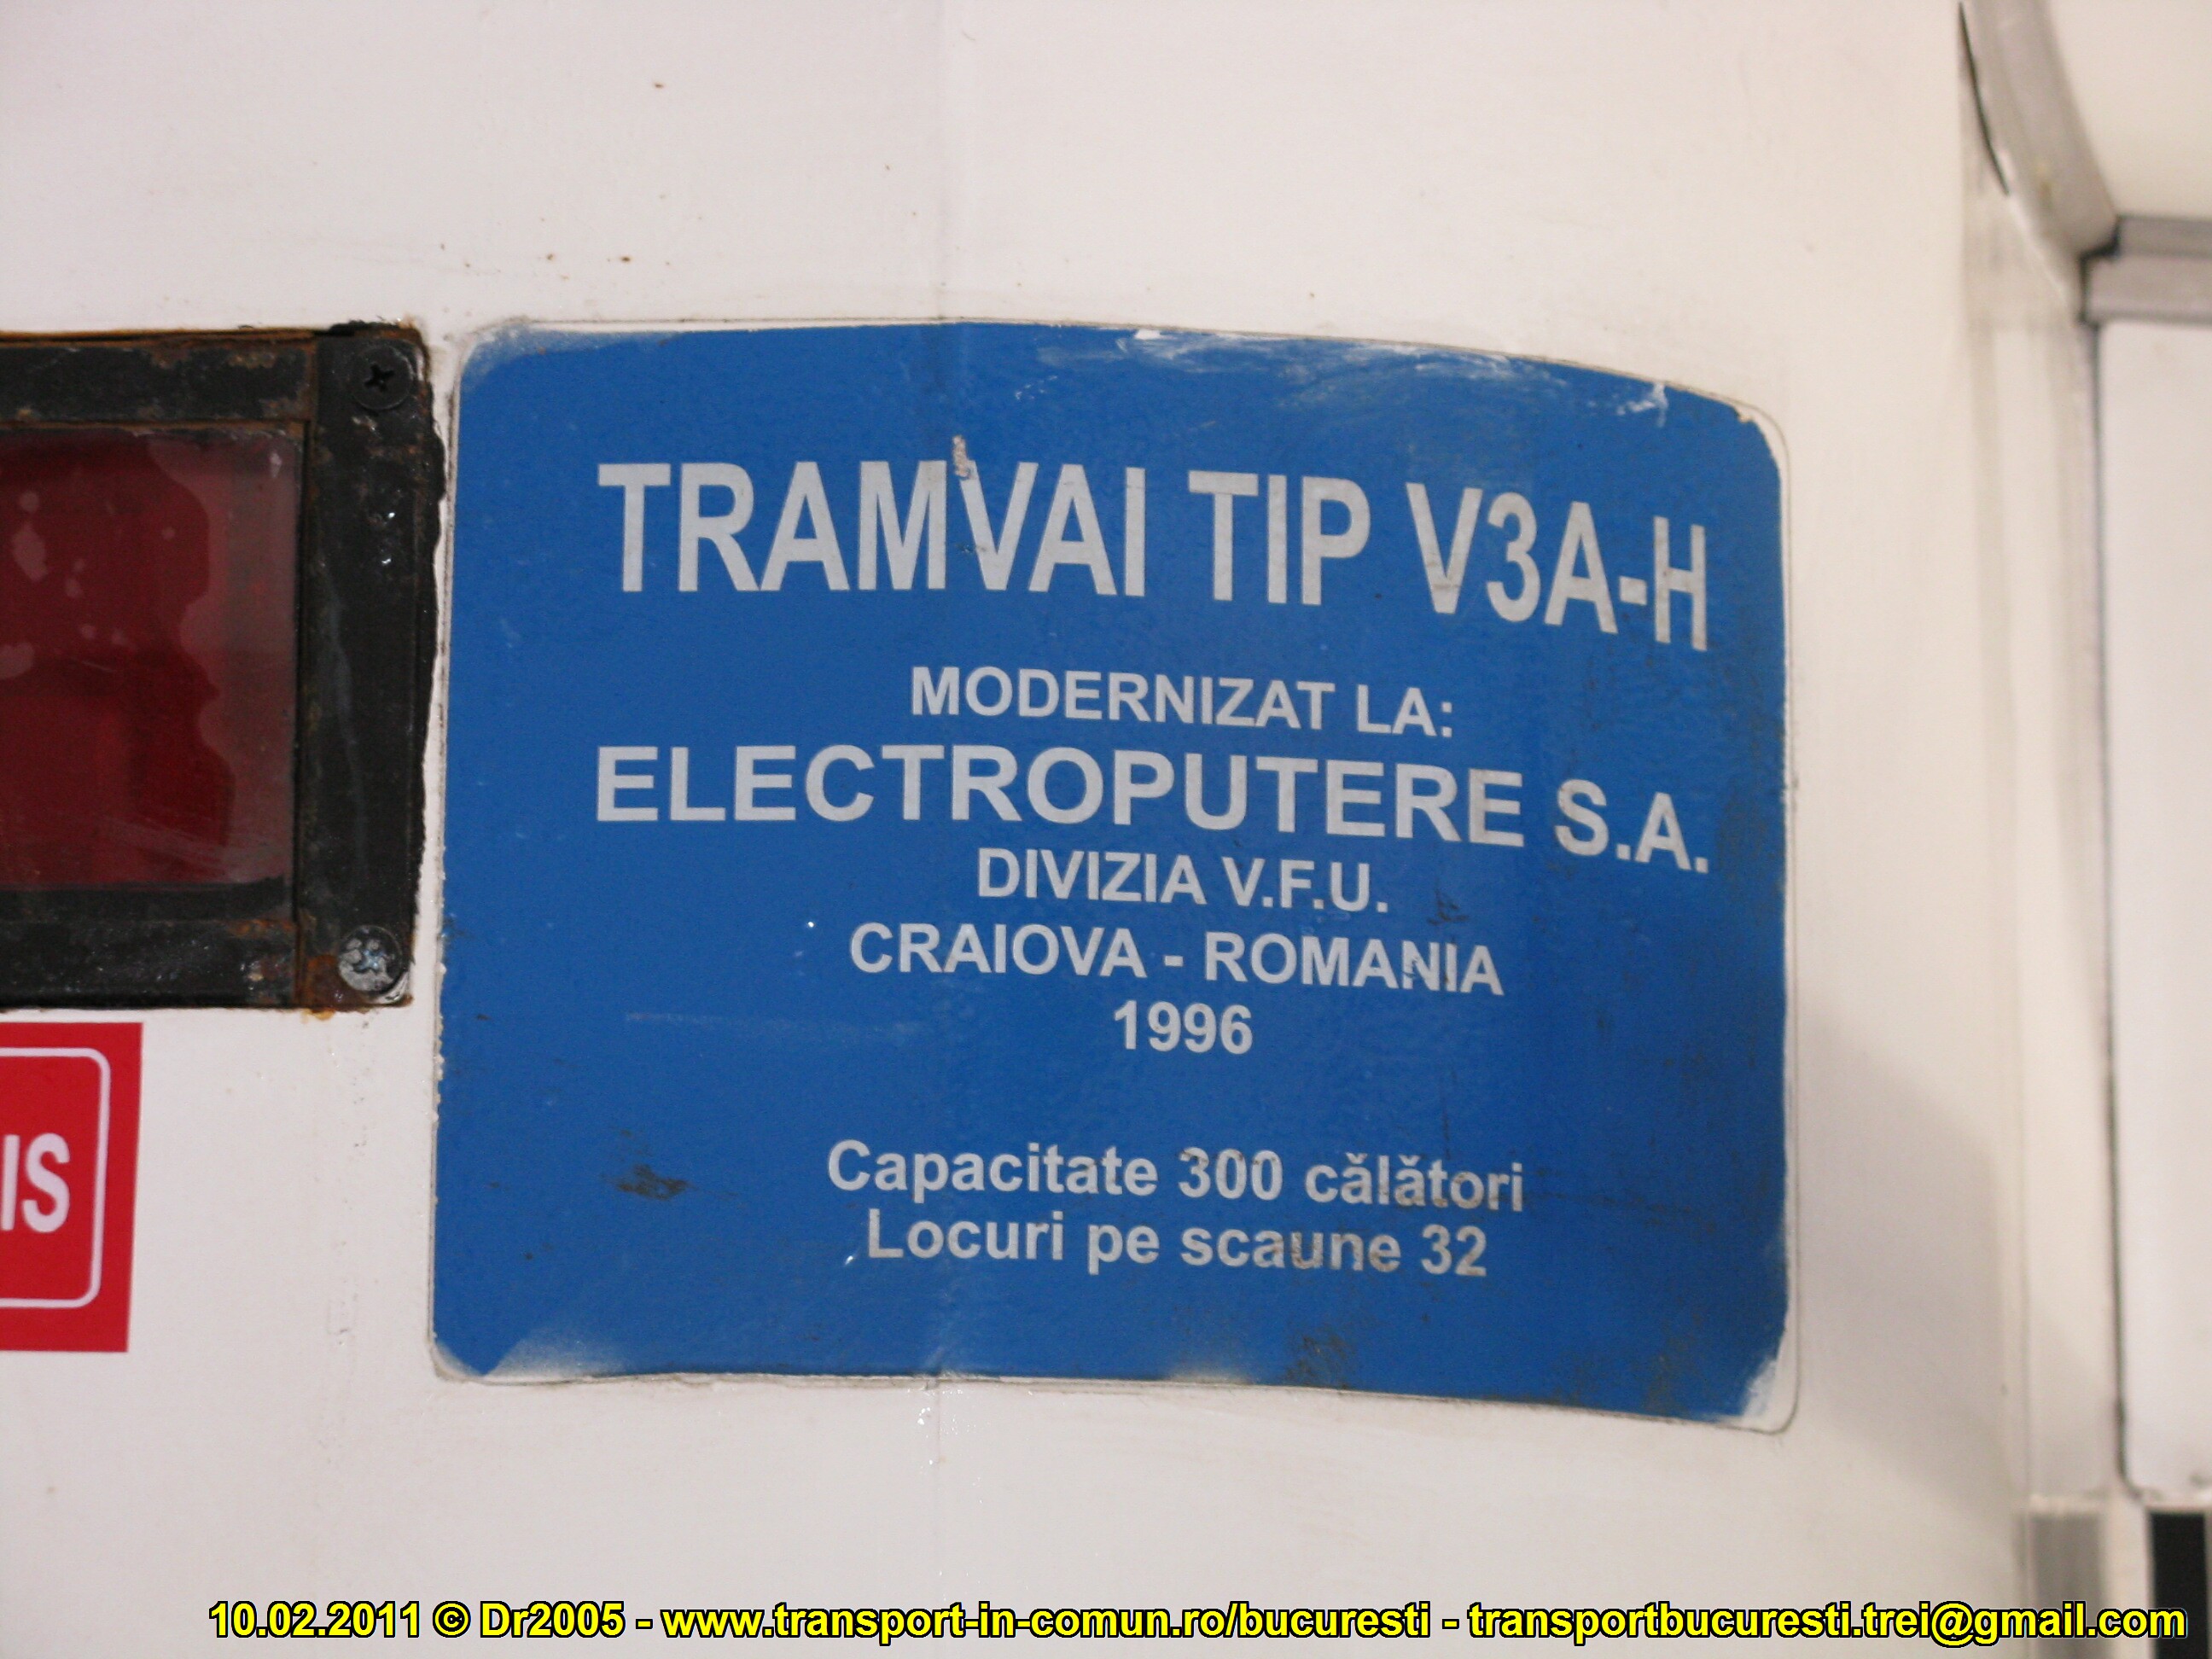 TRAMVAI TIP V3A-H
MODERNIZAT LA:
ELECTROPUTERE S.A.
DIVIZIA V.F.U.
CRAIOVA - ROMANIA
1996
Capacitate 300 călători
Locuri pe scaune 32
IS
10.02.2011 © Dr2005 - www.transport-in-comun.ro/bucuresti - transportbucuresti.trei@gmail.com